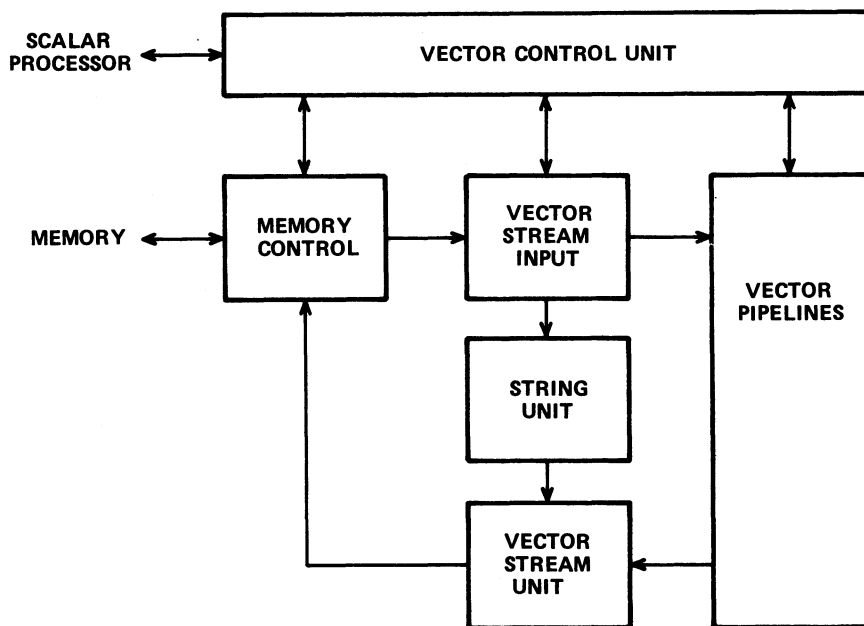 SCALAR
PROCESSOR
VECTOR CONTROL UNIT
MEMORY
MEMORY
CONTROL
VECTOR
STREAM
INPUT
VECTOR
PIPELINES
STRING
UNIT
VECTOR
STREAM
UNIT